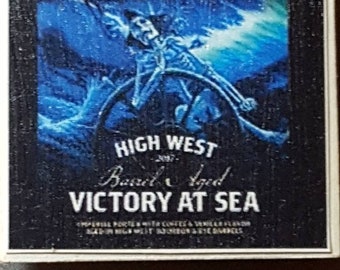 HIGH WEST
2017
Barrel Aged
VICTORY AT SEA
IMPERIAL PORTER WITH COFFEE & VANILLA FLAVOR
AGED IN HIGH WEST BOURBON & RYE BARRELS